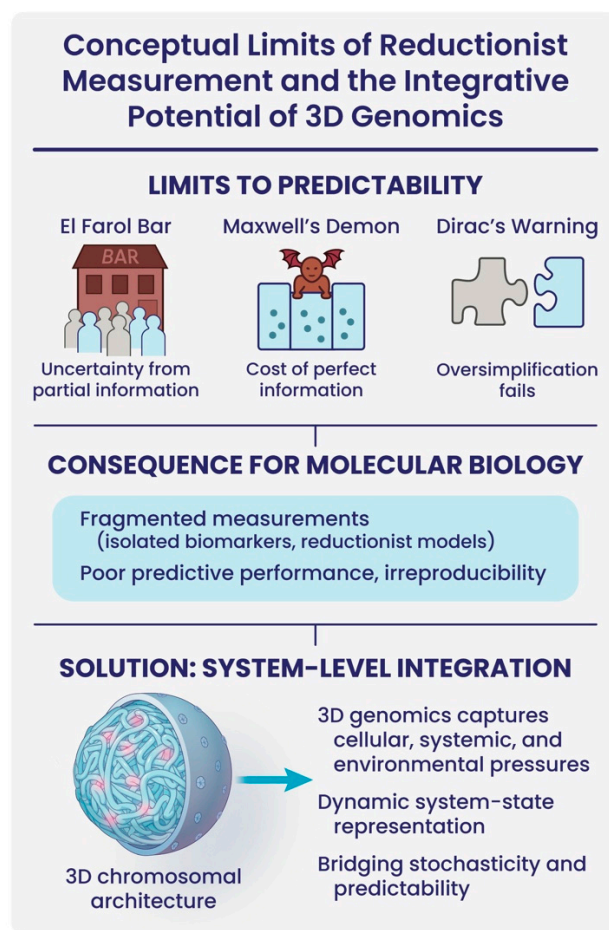 Conceptual Limits of Reductionist
Measurement and the Integrative
Potential of 3D Genomics
LIMITS TO PREDICTABILITY
El Farol Bar
BAR
Uncertainty from
partial information
Maxwell's Demon
Cost of perfect
information
Dirac's Warning
Oversimplification
fails
CONSEQUENCE FOR MOLECULAR BIOLOGY
Fragmented measurements
(isolated biomarkers, reductionist models)
Poor predictive performance, irreproducibility
SOLUTION: SYSTEM-LEVEL INTEGRATION
3D chromosomal
architecture
3D genomics captures
cellular, systemic, and
environmental pressures
Dynamic system-state
representation
Bridging stochasticity and
predictability